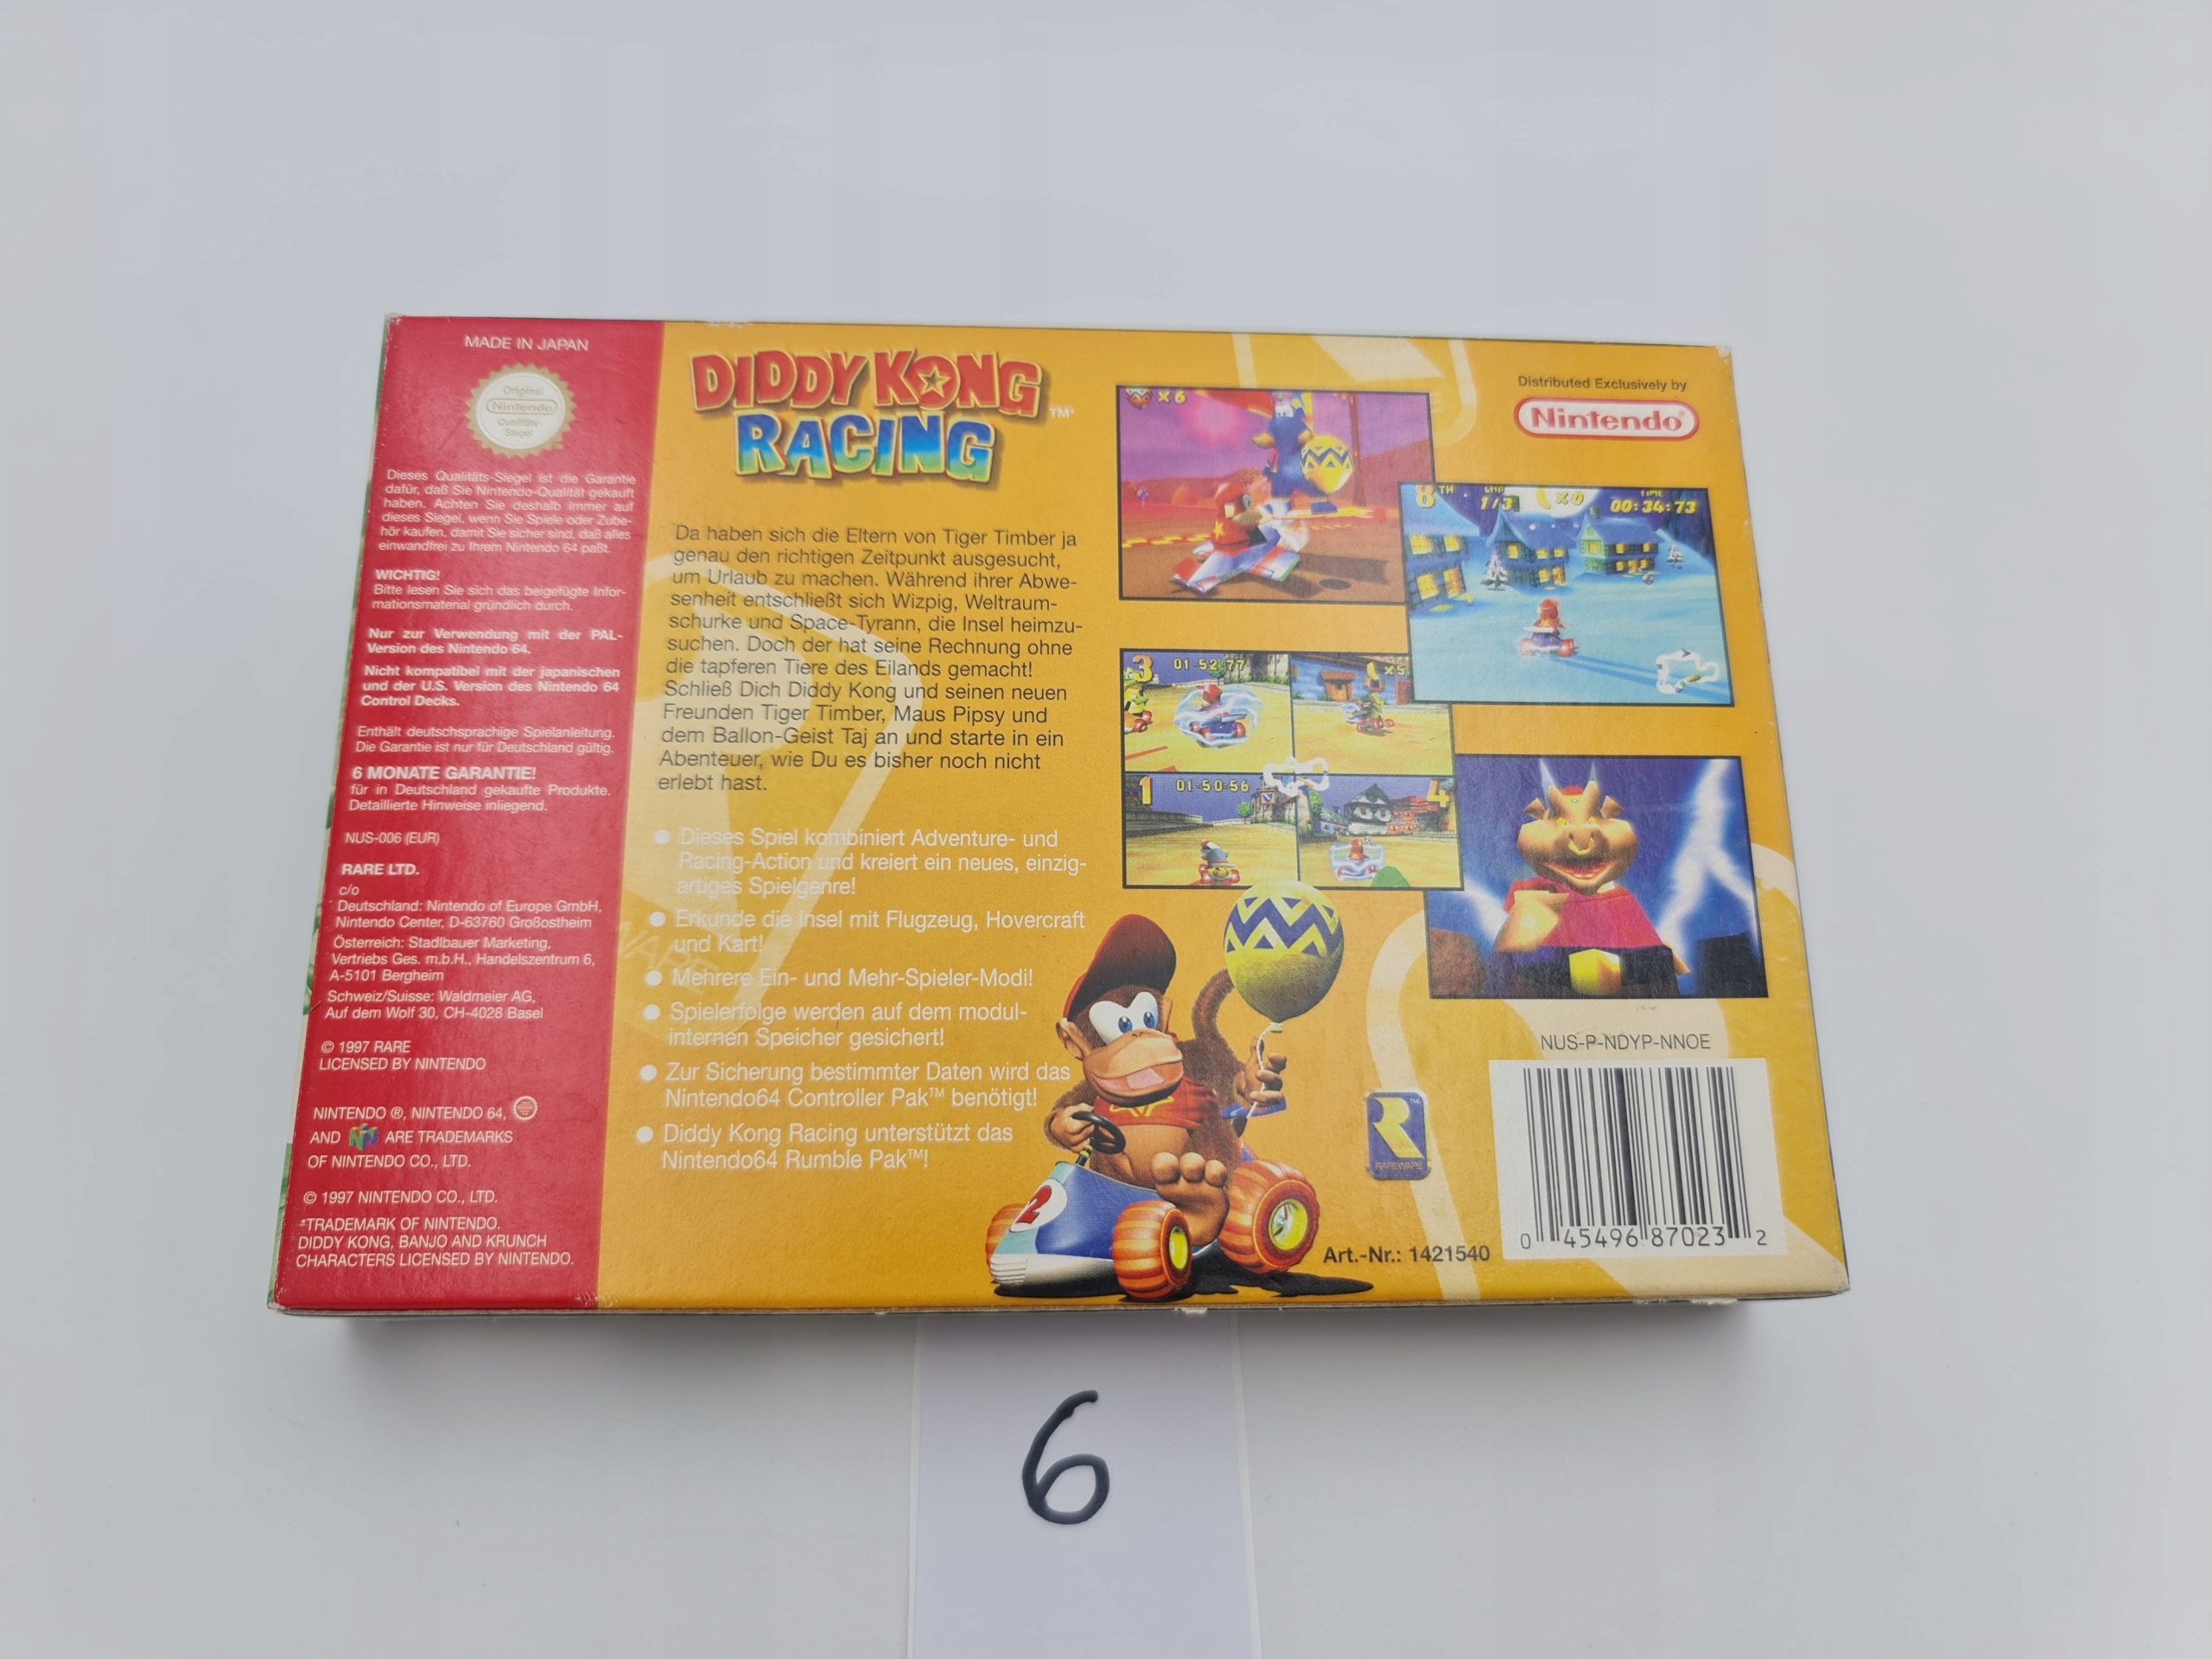 MADE IN JAPAN
Original
Nintendo
Qualitäts-
Siegel
Dieses Qualitäts-Siegel ist die Garantie
dafür, daß Sie Nintendo-Qualität gekauft
haben. Achten Sie deshalb immer auf
dieses Siegel, wenn Sie Spiele oder Zube-
hör kaufen, damit Sie sicher sind, daß alles
einwandfrei zu Ihrem Nintendo 64 paßt.
WICHTIG!
Bitte lesen Sie sich das beigefügte Infor-
mationsmaterial gründlich durch.
Nur zur Verwendung mit der PAL-
Version des Nintendo 64.
Nicht kompatibel mit der japanischen
und der U.S. Version des Nintendo 64
Control Decks.
Enthält deutschsprachige Spielanleitung.
Die Garantie ist nur für Deutschland gültig.
6 MONATE GARANTIE!
für in Deutschland gekaufte Produkte.
Detaillierte Hinweise inliegend.
NUS-006 (EUR)
RARE LTD.
c/o
Deutschland: Nintendo of Europe GmbH,
Nintendo Center, D-63760 Großostheim
Österreich: Stadlbauer Marketing,
Vertriebs Ges. m.b.H., Handelszentrum 6,
A-5101 Bergheim
Schweiz/Suisse: Waldmeier AG,
Auf dem Wolf 30, CH-4028 Basel
© 1997 RARE
LICENSED BY NINTENDO
NINTENDO ®, NINTENDO 64,
AND N ARE TRADEMARKS
OF NINTENDO CO., LTD.
© 1997 NINTENDO CO., LTD.
*TRADEMARK OF NINTENDO.
DIDDY KONG, BANJO AND KRUNCH
CHARACTERS LICENSED BY NINTENDO.
DIDDY KONG
RACING TM*
Da haben sich die Eltern von Tiger Timber ja
genau den richtigen Zeitpunkt ausgesucht,
um Urlaub zu machen. Während ihrer Abwe-
senheit entschließt sich Wizpig, Weltraum-
schurke und Space-Tyrann, die Insel heimzu-
suchen. Doch der hat seine Rechnung ohne
die tapferen Tiere des Eilands gemacht!
Schließ Dich Diddy Kong und seinen neuen
Freunden Tiger Timber, Maus Pipsy und
dem Ballon-Geist Taj an und starte in ein
Abenteuer, wie Du es bisher noch nicht
erlebt hast.
● Dieses Spiel kombiniert Adventure- und
Racing-Action und kreiert ein neues, einzig-
artiges Spielgenre!
● Erkunde die Insel mit Flugzeug, Hovercraft
und Kart!
● Mehrere Ein- und Mehr-Spieler-Modi!
● Spielerfolge werden auf dem modul-
internen Speicher gesichert!
● Zur Sicherung bestimmter Daten wird das
Nintendo64 Controller Pak™ benötigt!
● Diddy Kong Racing unterstützt das
Nintendo64 Rumble Pak™!
x 6
Distributed Exclusively by
Nintendo®
8TH LAP 1/3 x0 TIME 00:34:73
3 01:52:77 x5
1 01:50:56 4
2
R TM
RAREWARE
NUS-P-NDYP-NNOE
0 45496 87023 2
Art.-Nr.: 1421540
6